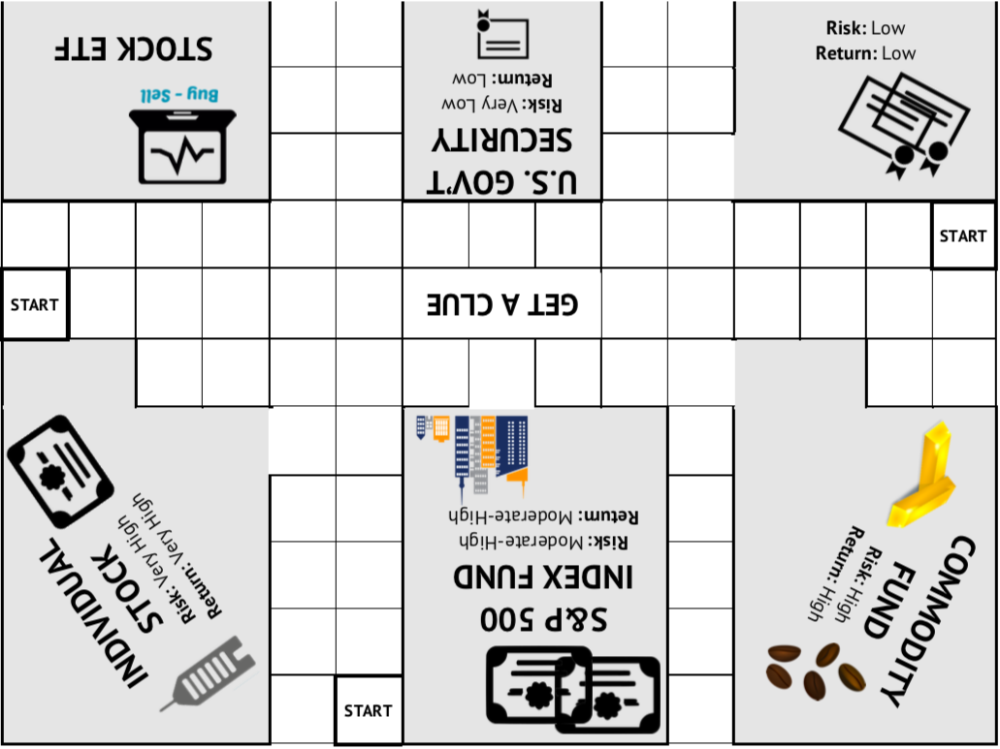 STOCK ETF
Buy - Sell
U.S. GOV'T
SECURITY
Risk: Very Low
Return: Low
Risk: Low
Return: Low
START
START
GET A CLUE
INDIVIDUAL
STOCK
Risk: Very High
Return: Very High
S&P 500
INDEX FUND
Risk: Moderate-High
Return: Moderate-High
COMMODITY
FUND
Risk: High
Return: High
START